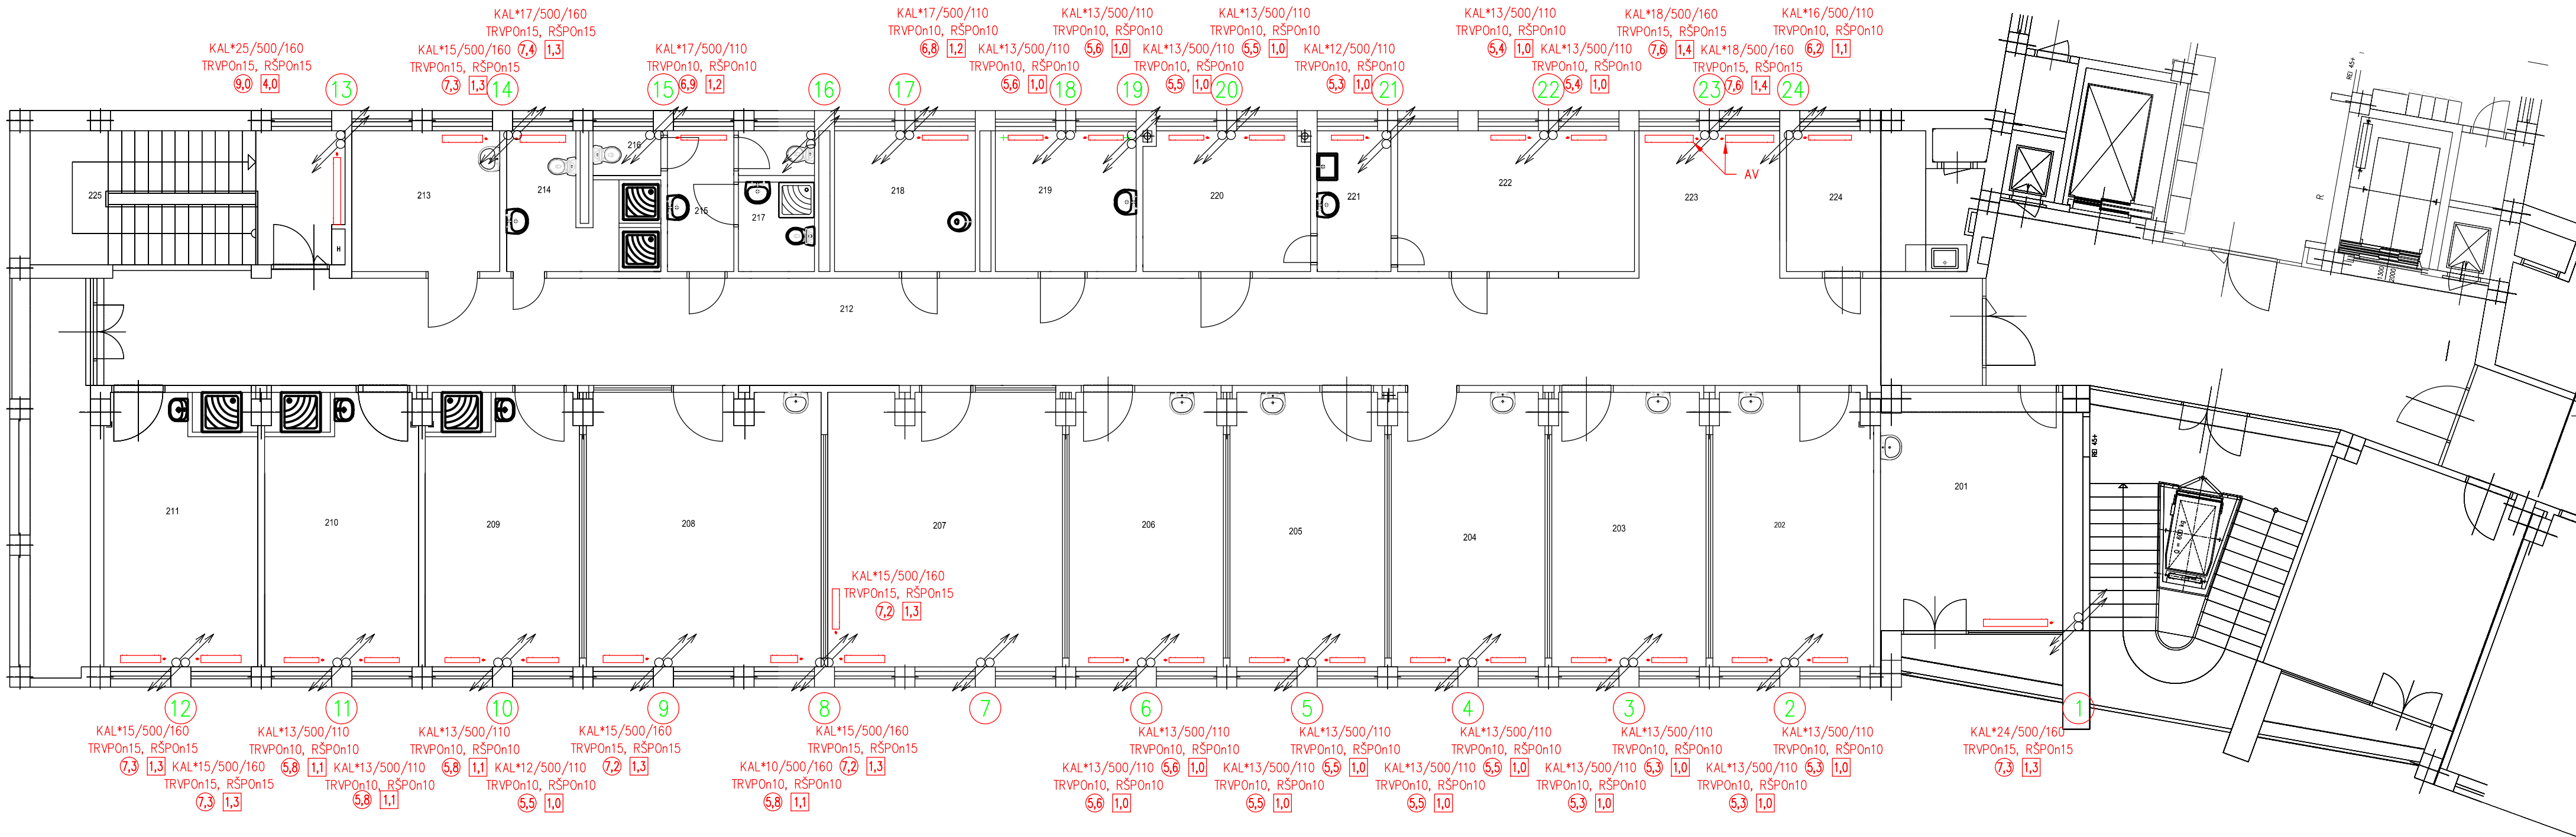 KAL*25/500/160
TRVPOn15, RŠPOn15
9,0 4,0
KAL*15/500/160
TRVPOn15, RŠPOn15
7,3 1,3
KAL*17/500/160
TRVPOn15, RŠPOn15
7,4 1,3
KAL*17/500/110
TRVPOn10, RŠPOn10
6,9 1,2
KAL*17/500/110
TRVPOn10, RŠPOn10
6,8 1,2
KAL*13/500/110
TRVPOn10, RŠPOn10
5,6 1,0
KAL*13/500/110
TRVPOn10, RŠPOn10
5,6 1,0
KAL*13/500/110
TRVPOn10, RŠPOn10
5,5 1,0
KAL*13/500/110
TRVPOn10, RŠPOn10
5,5 1,0
KAL*12/500/110
TRVPOn10, RŠPOn10
5,3 1,0
KAL*13/500/110
TRVPOn10, RŠPOn10
5,4 1,0
KAL*13/500/110
TRVPOn10, RŠPOn10
5,4 1,0
KAL*18/500/160
TRVPOn15, RŠPOn15
7,6 1,4
KAL*18/500/160
TRVPOn15, RŠPOn15
7,6 1,4
KAL*16/500/110
TRVPOn10, RŠPOn10
6,2 1,1
13 14 15 16 17 18 19 20 21 22 23 24
AV
225
H
213
214
216
215
217
218
219
220
221
222
223
224
212
R
REI 45+
1300
2000
211
210
209
208
207
206
205
204
203
202
201
REI 45+
Q = 600 kg
KAL*15/500/160
TRVPOn15, RŠPOn15
7,2 1,3
12 11 10 9 8 7 6 5 4 3 2 1
KAL*15/500/160
TRVPOn15, RŠPOn15
7,3 1,3
KAL*15/500/160
TRVPOn15, RŠPOn15
7,3 1,3
KAL*13/500/110
TRVPOn10, RŠPOn10
5,8 1,1
KAL*13/500/110
TRVPOn10, RŠPOn10
5,8 1,1
KAL*13/500/110
TRVPOn10, RŠPOn10
5,8 1,1
KAL*12/500/110
TRVPOn10, RŠPOn10
5,5 1,0
KAL*15/500/160
TRVPOn15, RŠPOn15
7,2 1,3
KAL*10/500/160
TRVPOn10, RŠPOn10
5,8 1,1
KAL*15/500/160
TRVPOn15, RŠPOn15
7,2 1,3
KAL*13/500/110
TRVPOn10, RŠPOn10
5,6 1,0
KAL*13/500/110
TRVPOn10, RŠPOn10
5,6 1,0
KAL*13/500/110
TRVPOn10, RŠPOn10
5,5 1,0
KAL*13/500/110
TRVPOn10, RŠPOn10
5,5 1,0
KAL*13/500/110
TRVPOn10, RŠPOn10
5,5 1,0
KAL*13/500/110
TRVPOn10, RŠPOn10
5,5 1,0
KAL*13/500/110
TRVPOn10, RŠPOn10
5,3 1,0
KAL*13/500/110
TRVPOn10, RŠPOn10
5,3 1,0
KAL*13/500/110
TRVPOn10, RŠPOn10
5,3 1,0
KAL*13/500/110
TRVPOn10, RŠPOn10
5,3 1,0
KAL*24/500/160
TRVPOn15, RŠPOn15
7,3 1,3